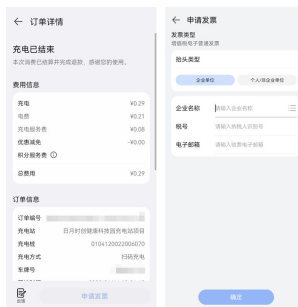 订单详情
充电已结束
本次消费已结算并完成退款，感谢您的使用。
费用信息
充电 ¥0.29
电费 ¥0.21
充电服务费 ¥0.08
优惠减免 -¥0.00
积分服务费
总费用 ¥0.29
订单信息
订单编号
充电站 日月时创健康科技园充电站项目
充电桩 0104120022006070
充电方式 扫码充电
车牌号
申请发票
申请发票
发票类型
增值税电子普通发票
抬头类型
企业单位 个人/非企业单位
企业名称 请输入企业名称
税号 请输入纳税人识别号
电子邮箱 请输入收票电子邮箱
确定